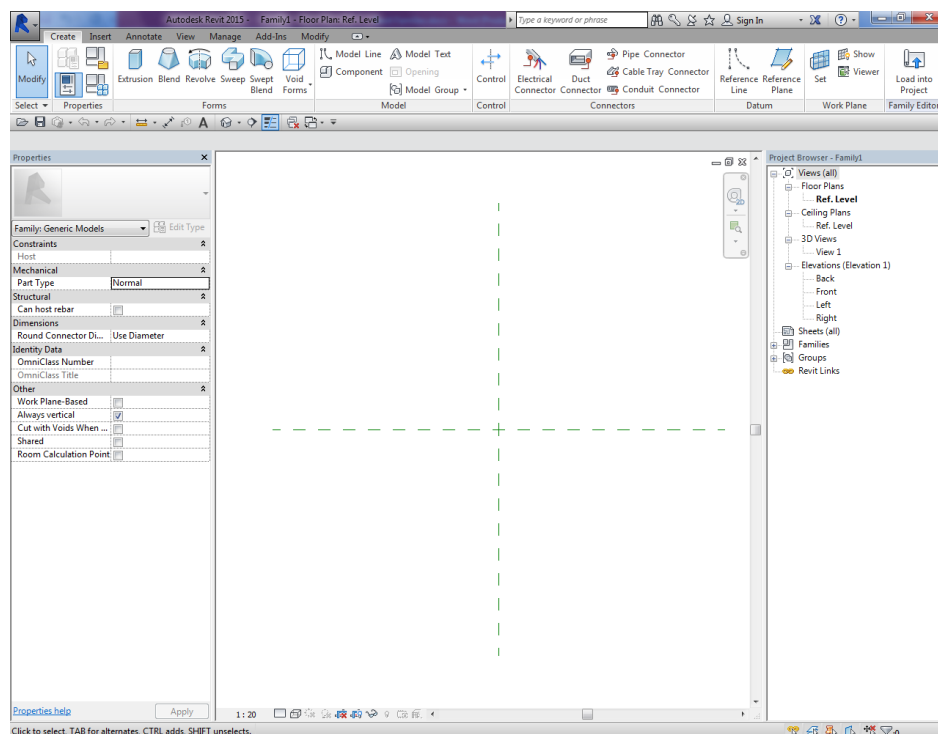 Autodesk Revit 2015 - Family1 - Floor Plan: Ref. Level
Type a keyword or phrase
Sign In
Create Insert Annotate View Manage Add-Ins Modify
Modify
Extrusion Blend Revolve Sweep Swept Blend Void Forms
Model Line Model Text
Component Opening
Model Group
Control
Electrical Connector Duct Connector
Pipe Connector
Cable Tray Connector
Conduit Connector
Reference Line Reference Plane
Set
Show
Viewer
Load into Project
Select Properties Forms Model Control Connectors Datum Work Plane Family Editor
Properties
Family: Generic Models Edit Type
Constraints
Host
Mechanical
Part Type Normal
Structural
Can host rebar
Dimensions
Round Connector Di... Use Diameter
Identity Data
OmniClass Number
OmniClass Title
Other
Work Plane-Based
Always vertical
Cut with Voids When ...
Shared
Room Calculation Point
Properties help Apply
2D
1 : 20
Project Browser - Family1
Views (all)
Floor Plans
Ref. Level
Ceiling Plans
Ref. Level
3D Views
View 1
Elevations (Elevation 1)
Back
Front
Left
Right
Sheets (all)
Families
Groups
Revit Links
Click to select, TAB for alternates, CTRL adds, SHIFT unselects.
:0